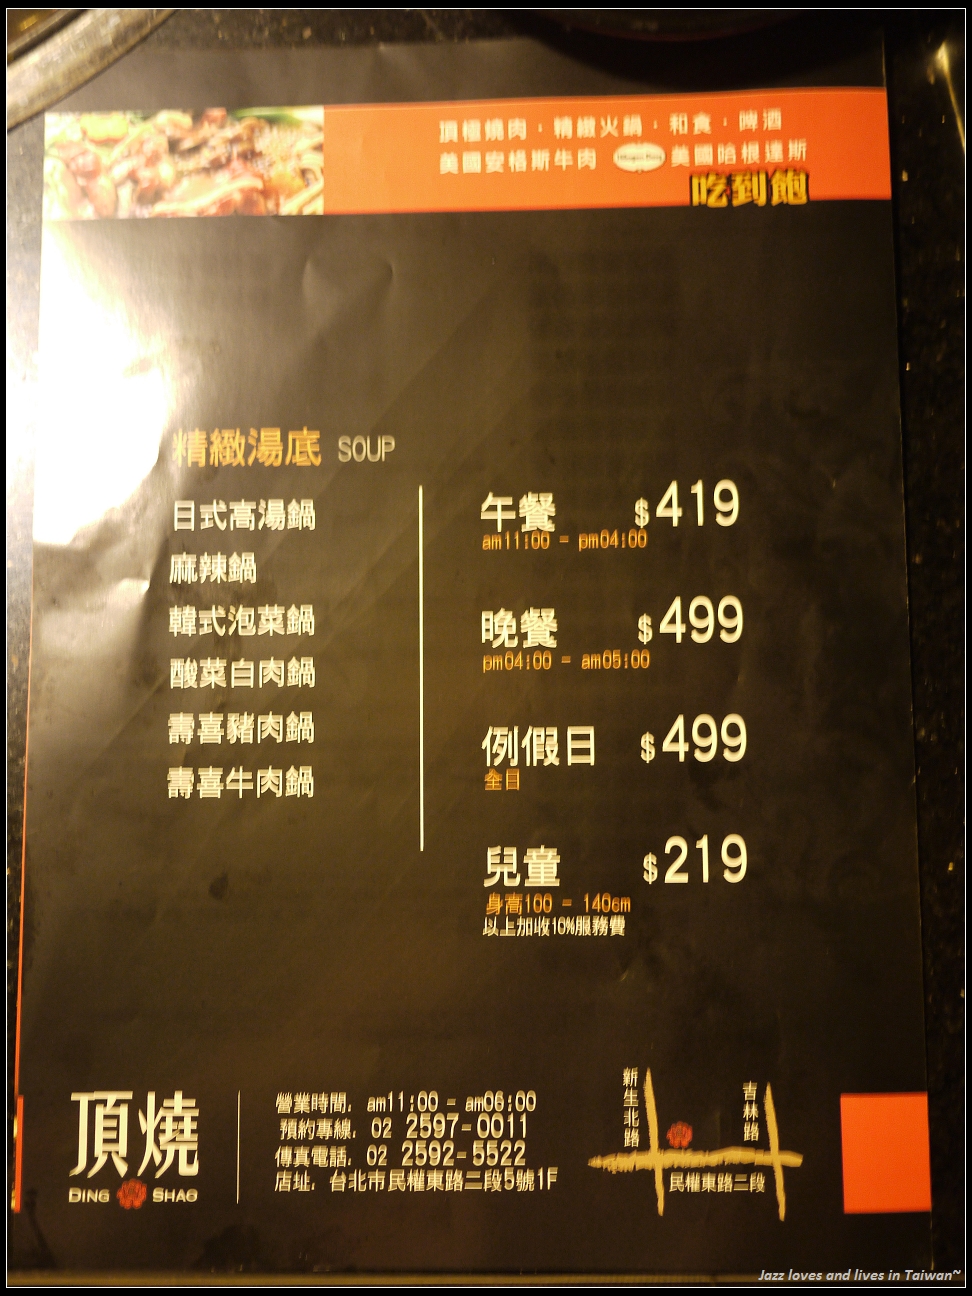 頂極燒肉．精緻火鍋．和食．啤酒
美國安格斯牛肉 Häagen-Dazs 美國哈根達斯
吃到飽
精緻湯底 SOUP
日式高湯鍋
麻辣鍋
韓式泡菜鍋
酸菜白肉鍋
壽喜豬肉鍋
壽喜牛肉鍋
午餐 $419
am11:00 - pm04:00
晚餐 $499
pm04:00 - am05:00
例假日 $499
全日
兒童 $219
身高100 - 140cm
以上加收10%服務費
頂燒
DING SHAO
營業時間. am11:00 - am06:00
預約專線. 02 2597-0011
傳真電話. 02 2592-5522
店址. 台北市民權東路二段5號1F
新生北路
吉林路
民權東路二段
Jazz loves and lives in Taiwan~